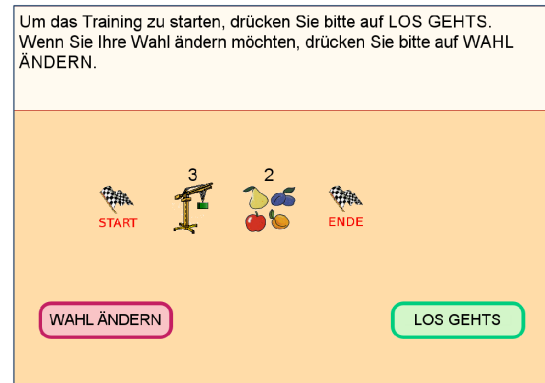 Um das Training zu starten, drücken Sie bitte auf LOS GEHTS.
Wenn Sie Ihre Wahl ändern möchten, drücken Sie bitte auf WAHL
ÄNDERN.
3 2
START ENDE
WAHL ÄNDERN LOS GEHTS